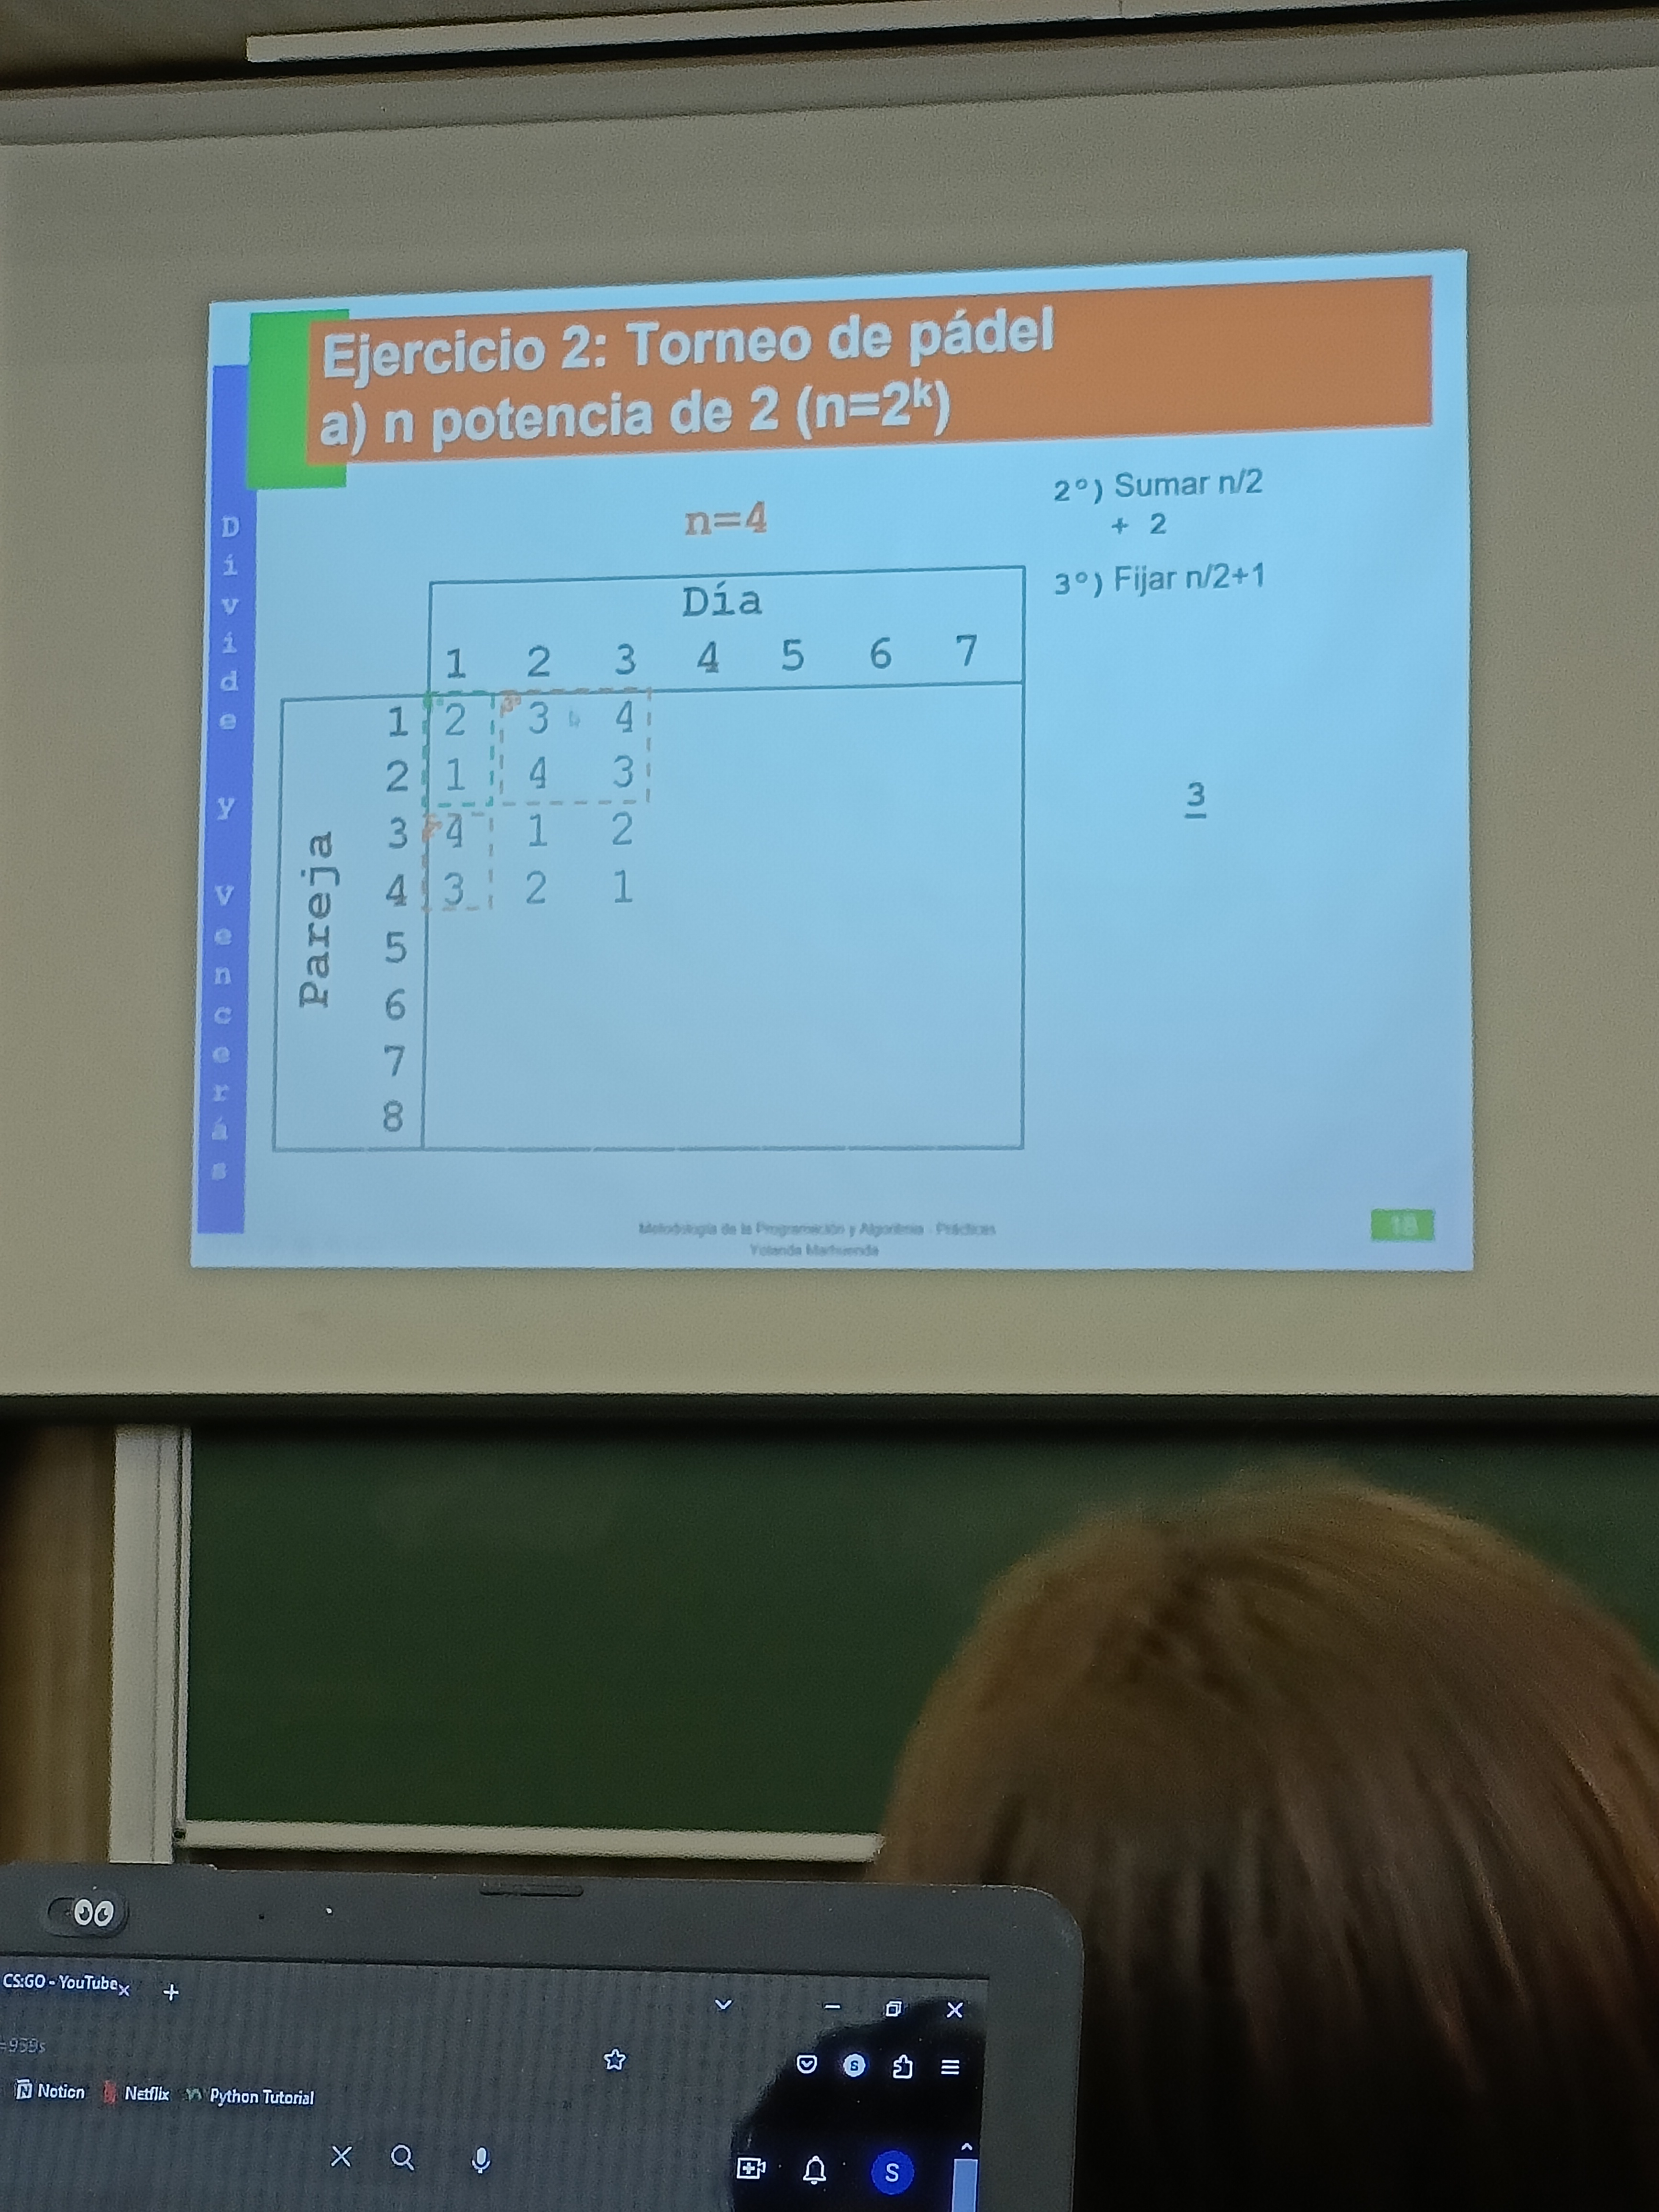 Ejercicio 2: Torneo de pádel
a) n potencia de 2 (n=2ᵏ)
Divide y vencerás
n=4
2º) Sumar n/2
+ 2
3º) Fijar n/2+1
Día
1 2 3 4 5 6 7
Pareja
1 2 3 4
2 1 4 3
3 4 1 2
4 3 2 1
5
6
7
8
3
Metodología de la Programación y Algoritmia - Prácticas
Yolanda Marhuenda
18
CS:GO - YouTube
=959s
Notion Netflix Python Tutorial
S